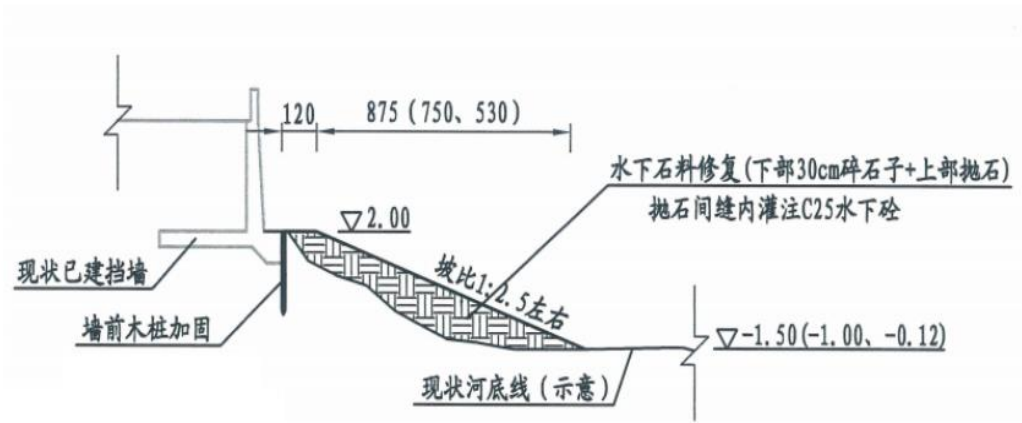 120
875（750、530）
水下石料修复(下部30cm碎石子+上部抛石)
抛石间缝内灌注C25水下砼
2.00
坡比1:2.5左右
现状已建挡墙
墙前木桩加固
-1.50(-1.00、-0.12)
现状河底线（示意）